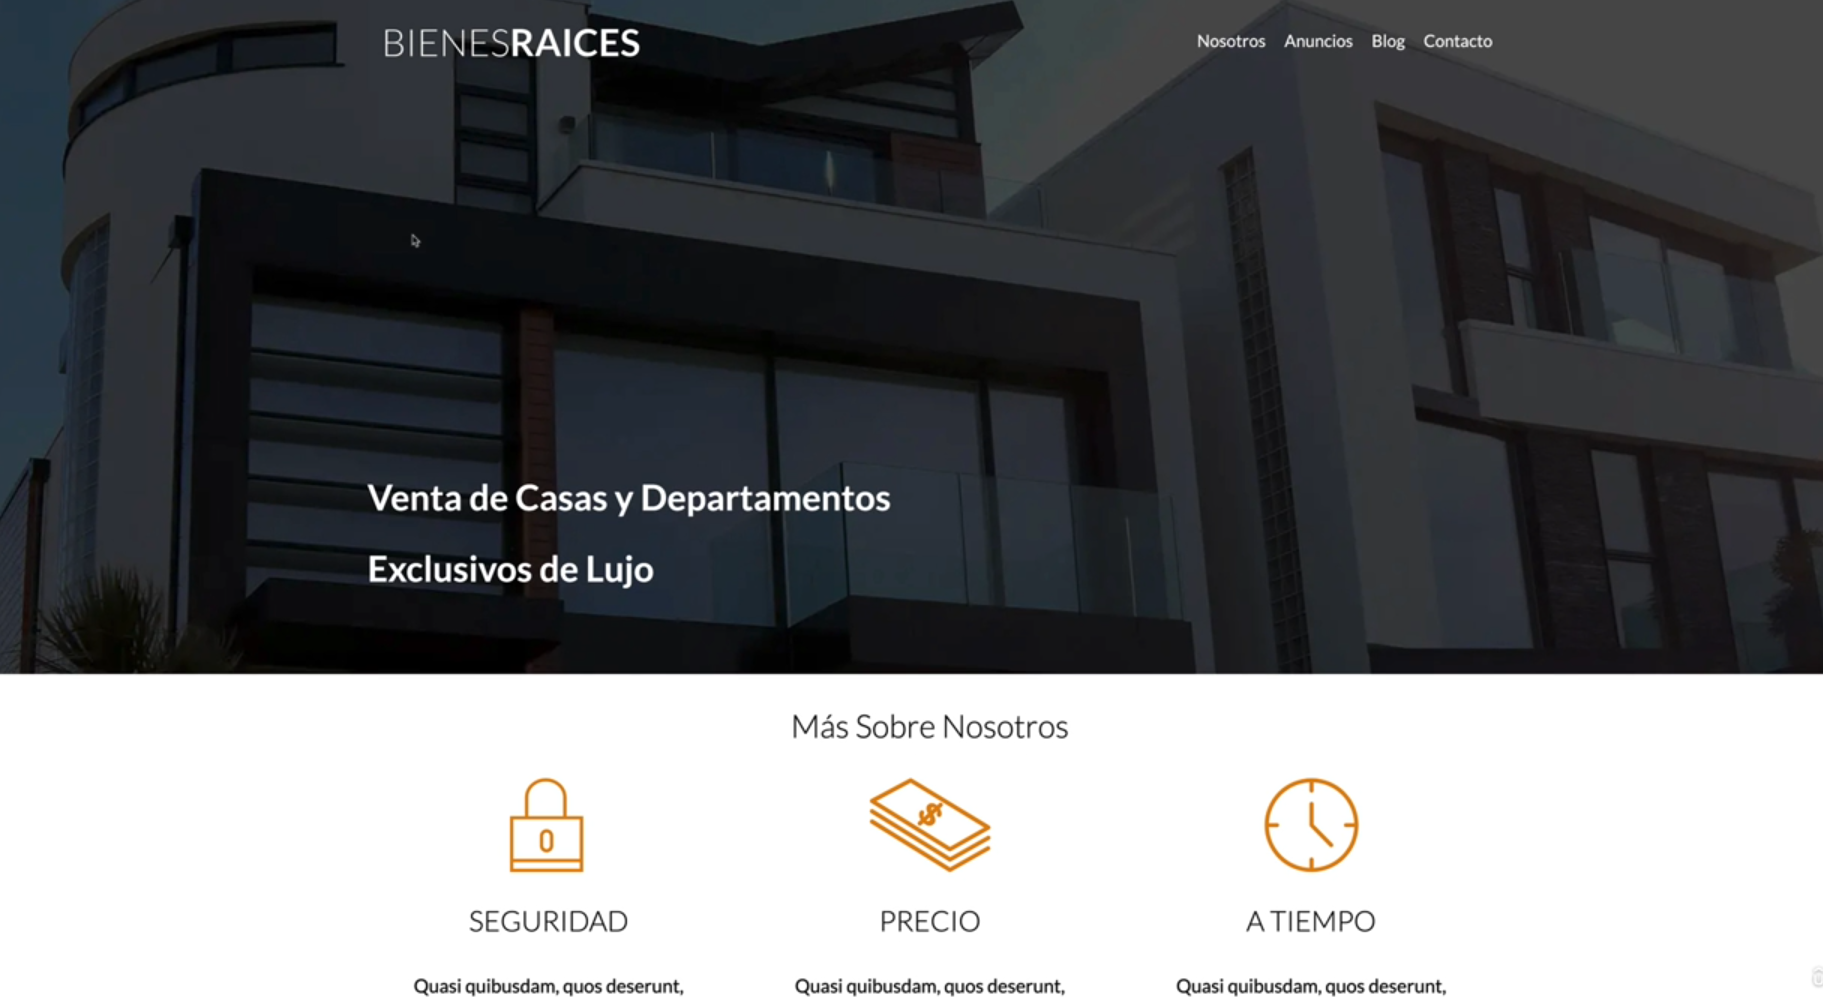 BIENESRAICES
Nosotros Anuncios Blog Contacto
Venta de Casas y Departamentos
Exclusivos de Lujo
Más Sobre Nosotros
$
SEGURIDAD PRECIO A TIEMPO
Quasi quibusdam, quos deserunt, Quasi quibusdam, quos deserunt, Quasi quibusdam, quos deserunt,